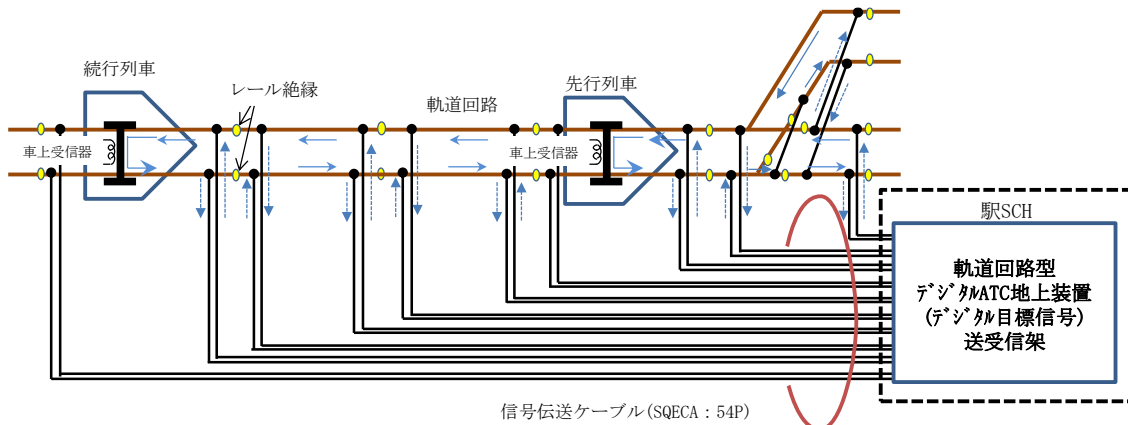 続行列車
レール絶縁
軌道回路
先行列車
車上受信器
車上受信器
駅SCH
軌道回路型
ﾃﾞｼﾞﾀﾙATC地上装置
(ﾃﾞｼﾞﾀﾙ目標信号)
送受信架
信号伝送ケーブル(SQECA：54P)